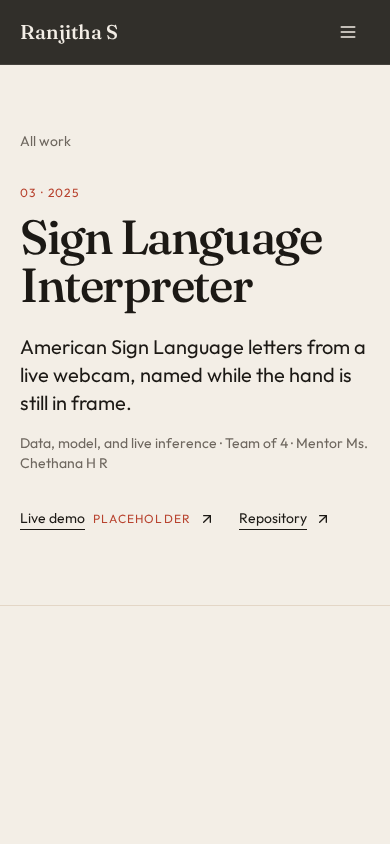 Ranjitha S
All work
03 · 2025
Sign Language
Interpreter
American Sign Language letters from a
live webcam, named while the hand is
still in frame.
Data, model, and live inference · Team of 4 · Mentor Ms.
Chethana H R
Live demo PLACEHOLDER Repository